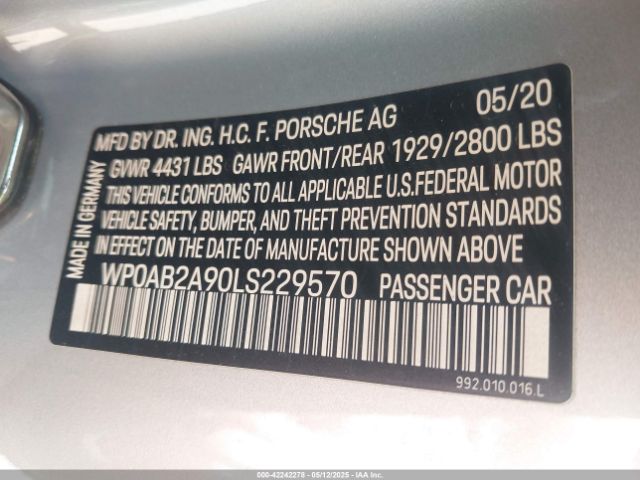 05/20
MFD BY DR. ING. H.C. F. PORSCHE AG
GVWR 4431 LBS GAWR FRONT/REAR 1929/2800 LBS
THIS VEHICLE CONFORMS TO ALL APPLICABLE U.S.FEDERAL MOTOR
VEHICLE SAFETY, BUMPER, AND THEFT PREVENTION STANDARDS
IN EFFECT ON THE DATE OF MANUFACTURE SHOWN ABOVE
WP0AB2A90LS229570 PASSENGER CAR
MADE IN GERMANY
992.010.016.L
000-42242278 - 05/12/2025 - IAA Inc.